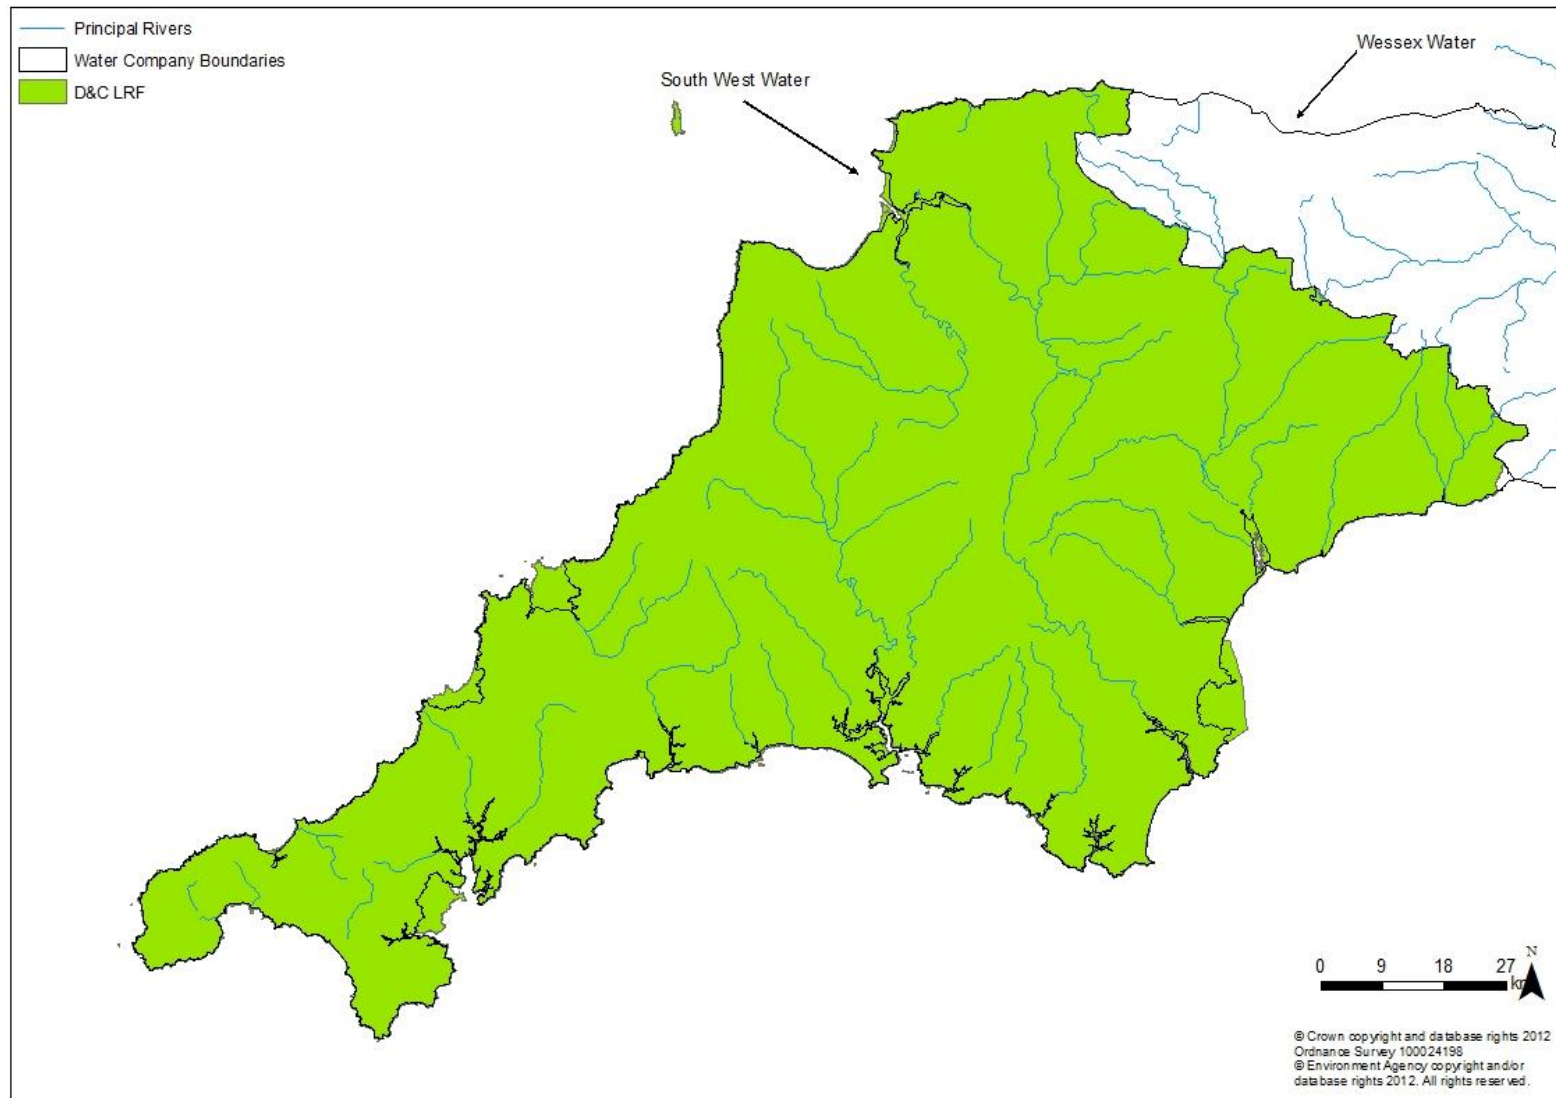 Principal Rivers
Water Company Boundaries
D&C LRF
South West Water
Wessex Water
N
0 9 18 27
km
© Crown copyright and database rights 2012
Ordnance Survey 100024198
© Environment Agency copyright and/or
database rights 2012. All rights reserved.